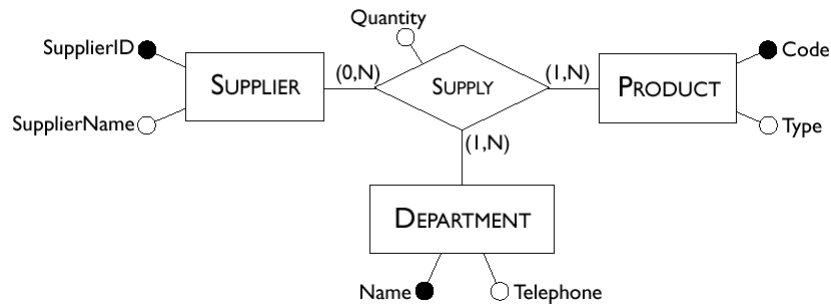 Quantity
SupplierID
Code
(0,N)
(1,N)
SUPPLIER
SUPPLY
PRODUCT
SupplierName
Type
(1,N)
DEPARTMENT
Name
Telephone